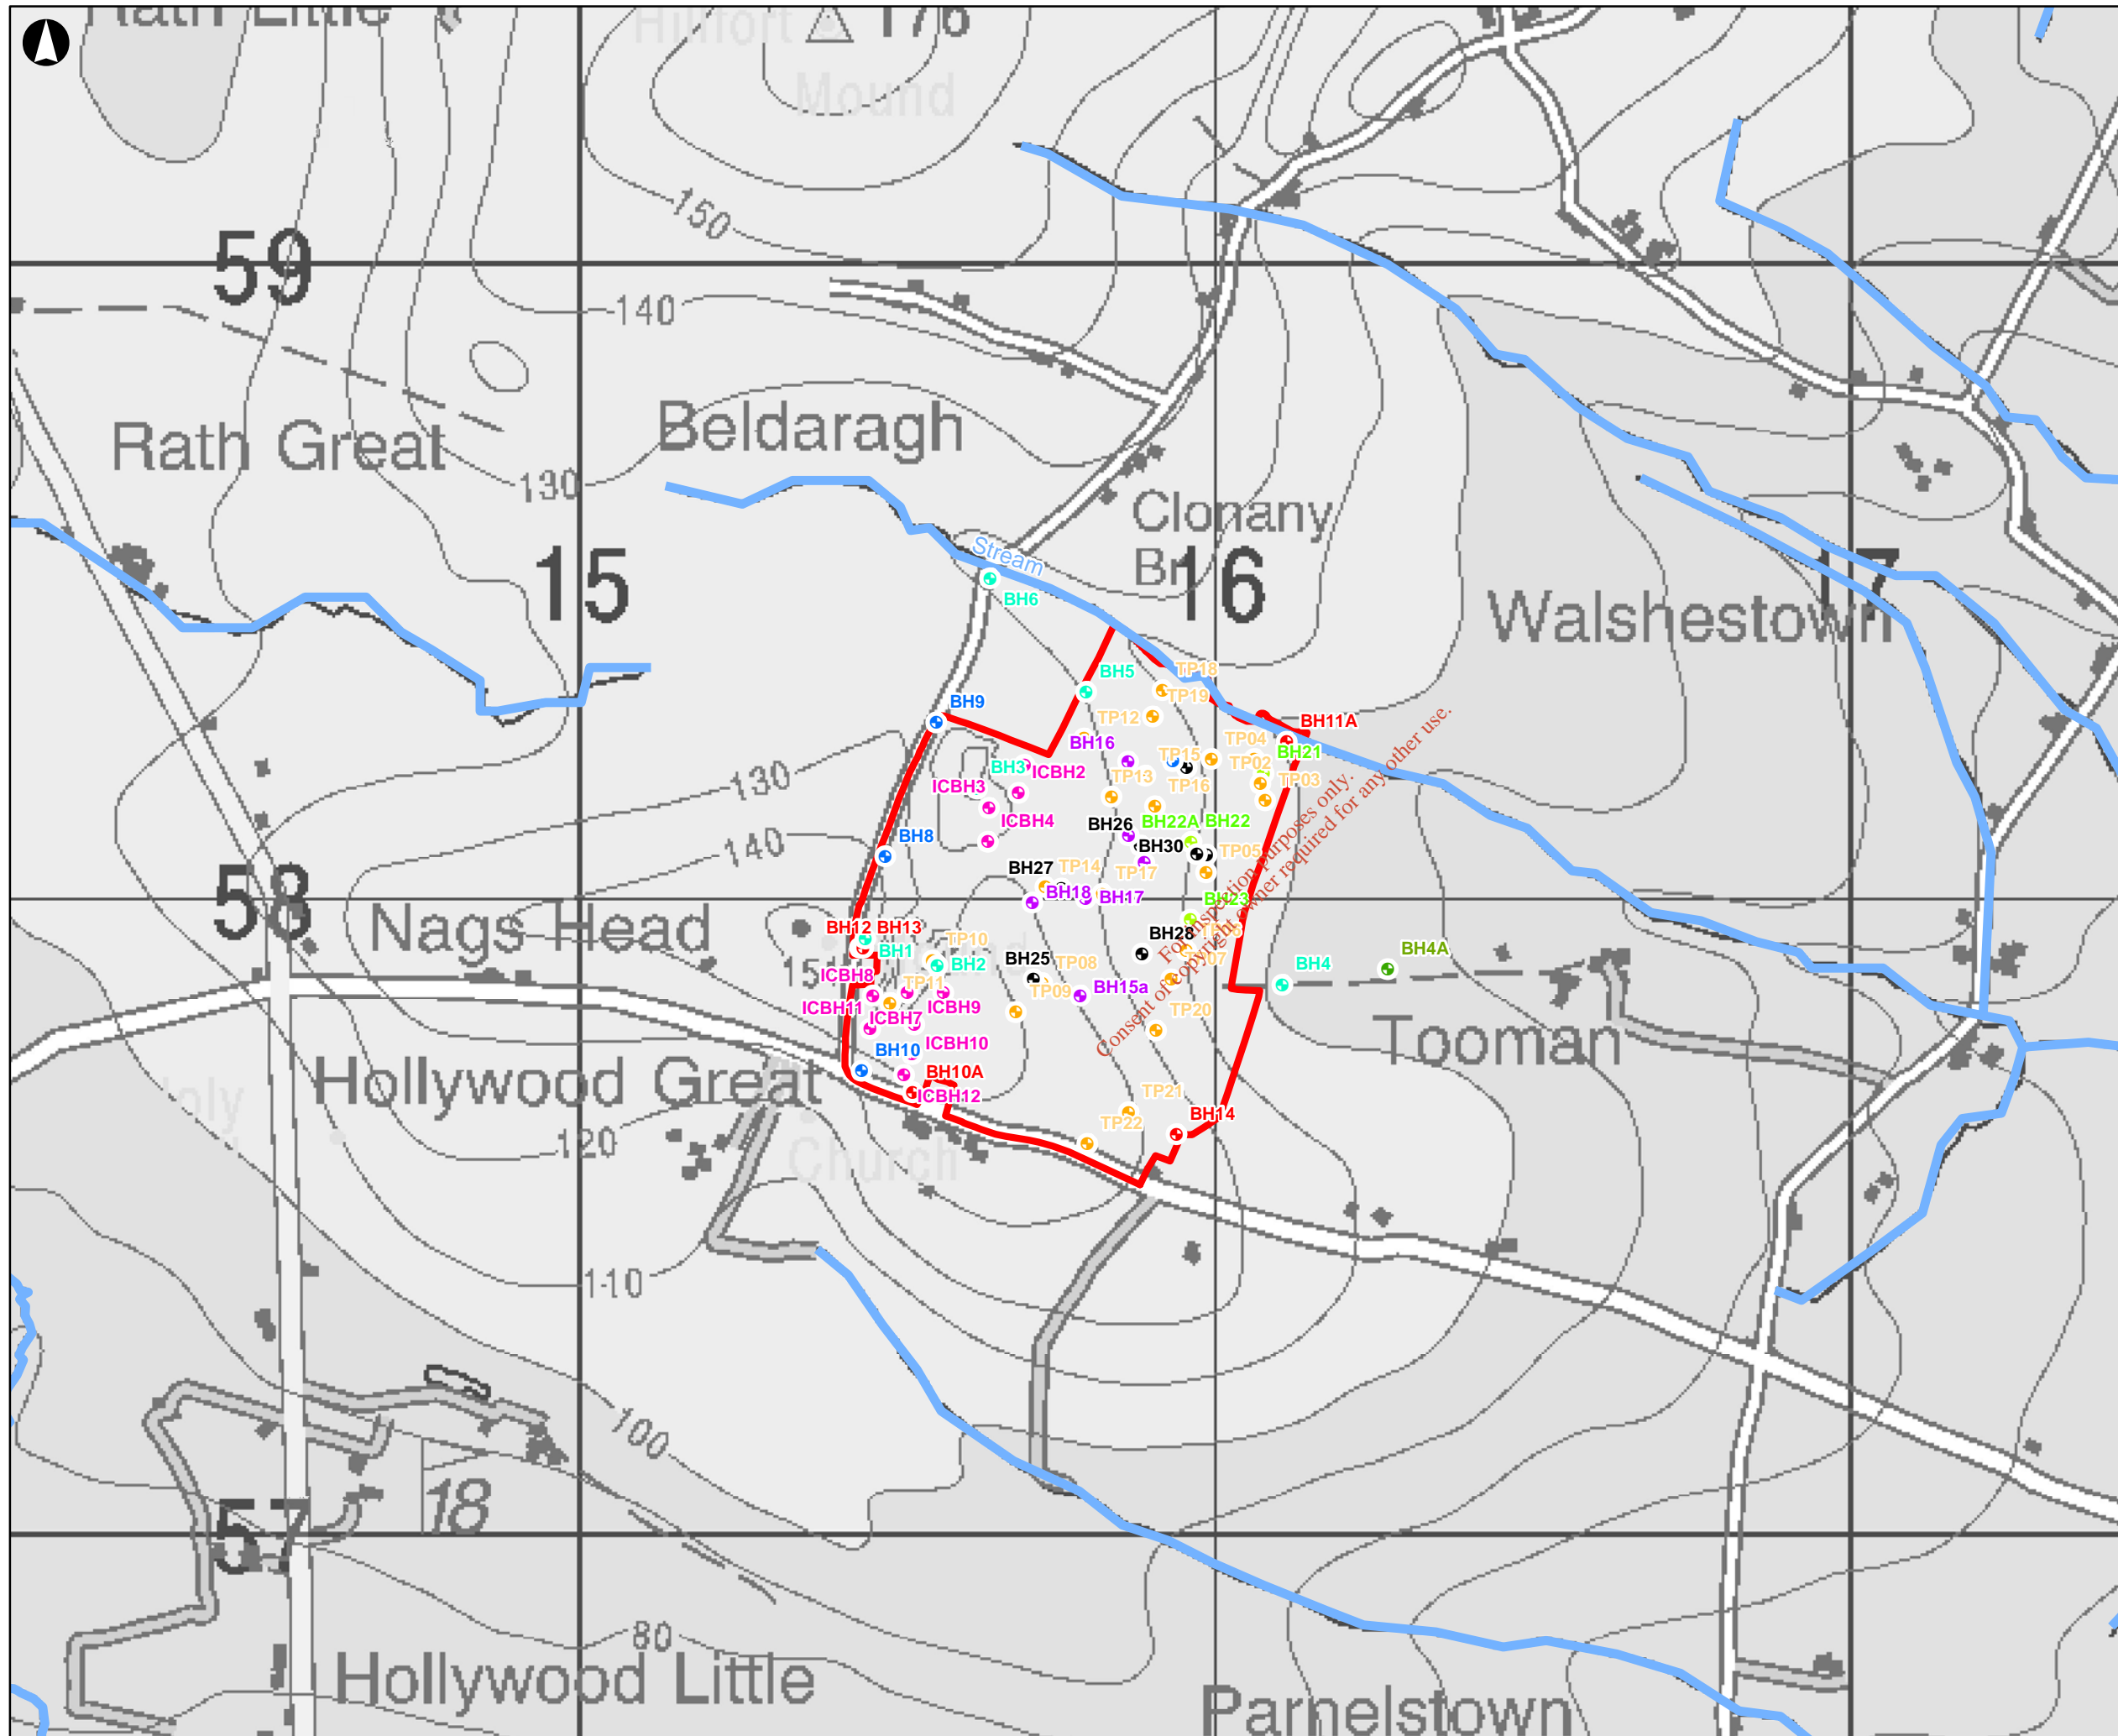 Rath Little
Hillfort 176
Mound
150
59
140
Rath Great
Beldaragh
130
Clonany
Br
15
16
17
Stream
BH6
Walshestown
BH5
TP18
TP19
BH9
TP12
BH11A
BH16
TP04
BH21
TP15
BH3
ICBH2
TP13
TP02
TP03
ICBH3
TP16
130
ICBH4
BH26
BH22A
BH22
140
BH8
BH30
TP05
BH27
TP14
TP17
58
BH18
BH17
BH23
Nags Head
BH12
BH13
BH1
TP10
BH28
BH2
BH25
TP08
BH4
BH4A
ICBH8
TP11
TP09
BH15a
ICBH11
ICBH7
ICBH9
TP20
Tooman
ICBH10
BH10
Hollywood Great
BH10A
ICBH12
TP21
TP22
BH14
120
Church
For inspection purposes only.
Consent of copyright owner required for any other use.
110
100
18
57
80
Hollywood Little
Parnelstown